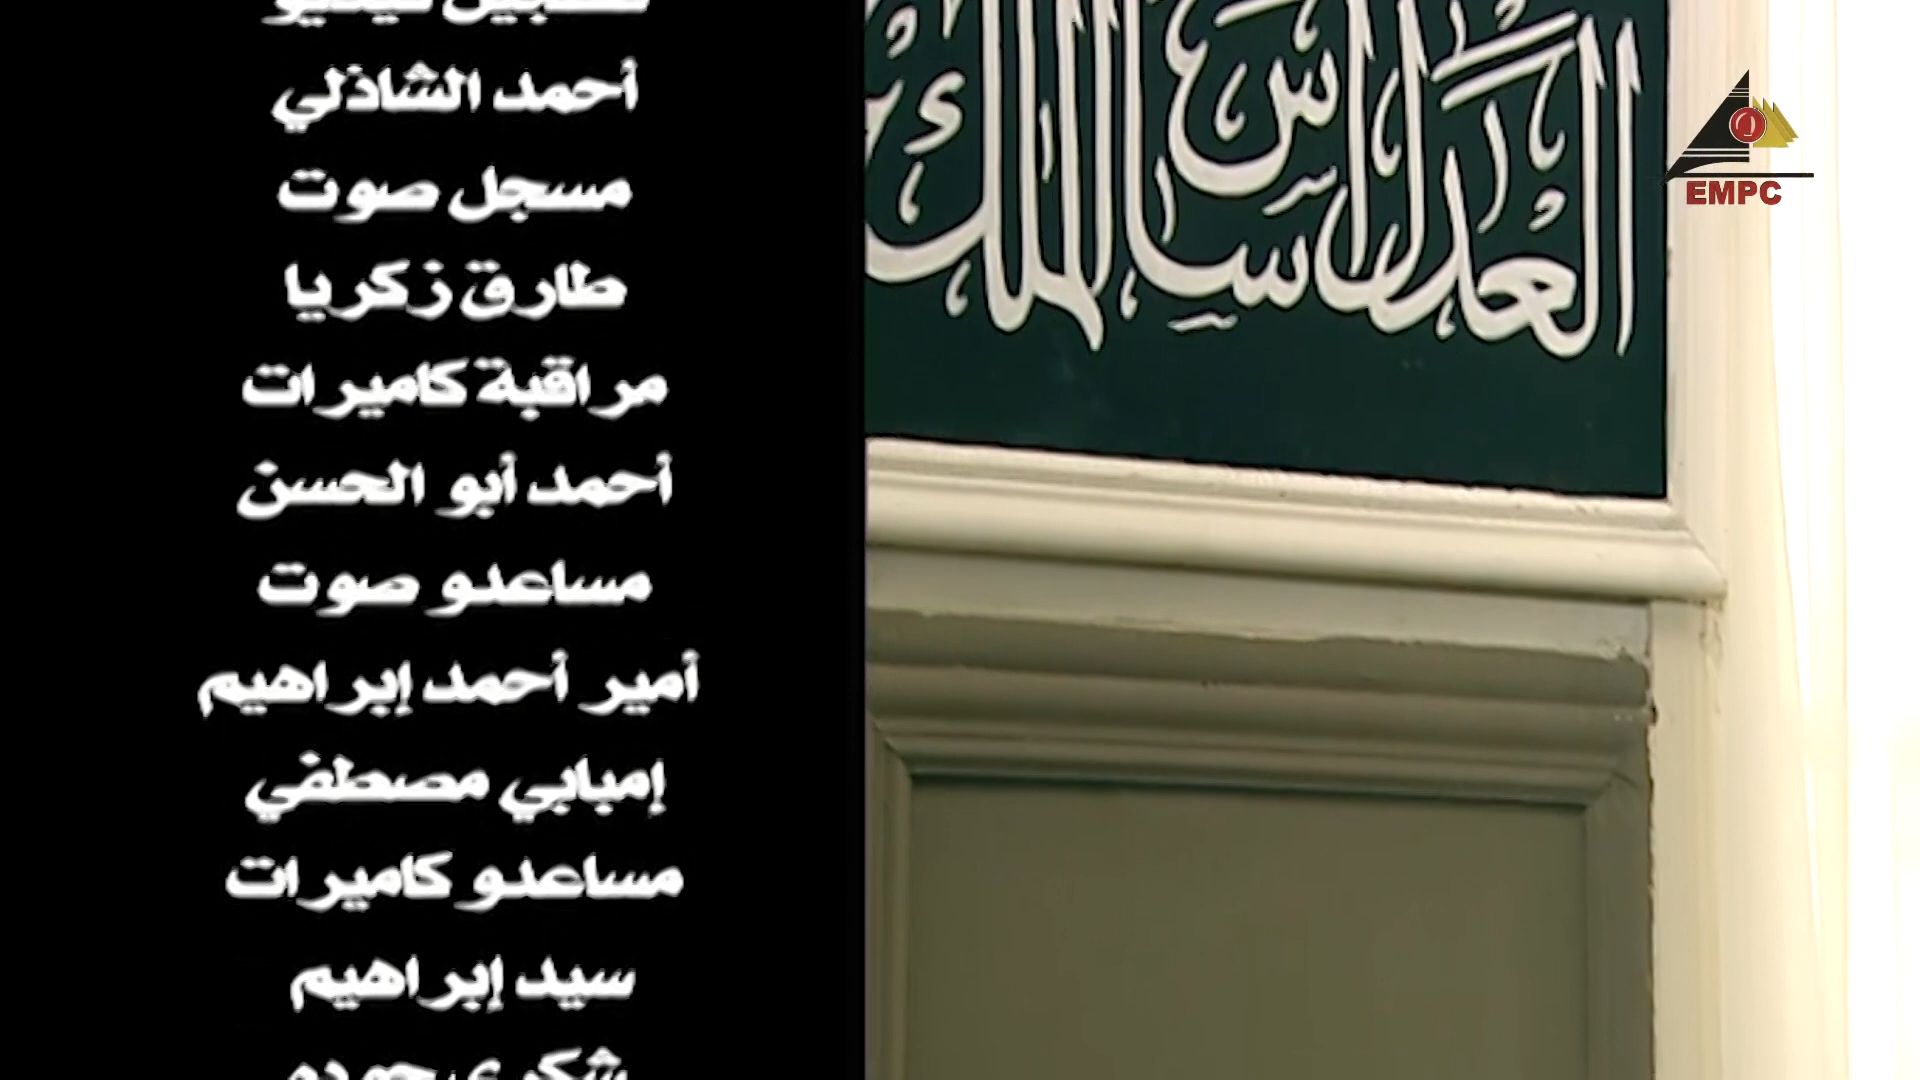 أحمد الشاذلي
مسجل صوت
طارق زكريا
مراقبة كاميرات
أحمد أبو الحسن
مساعدو صوت
أمير أحمد إبراهيم
إمبابي مصطفي
مساعدو كاميرات
سيد إبراهيم
العدل أساس الملك
EMPC